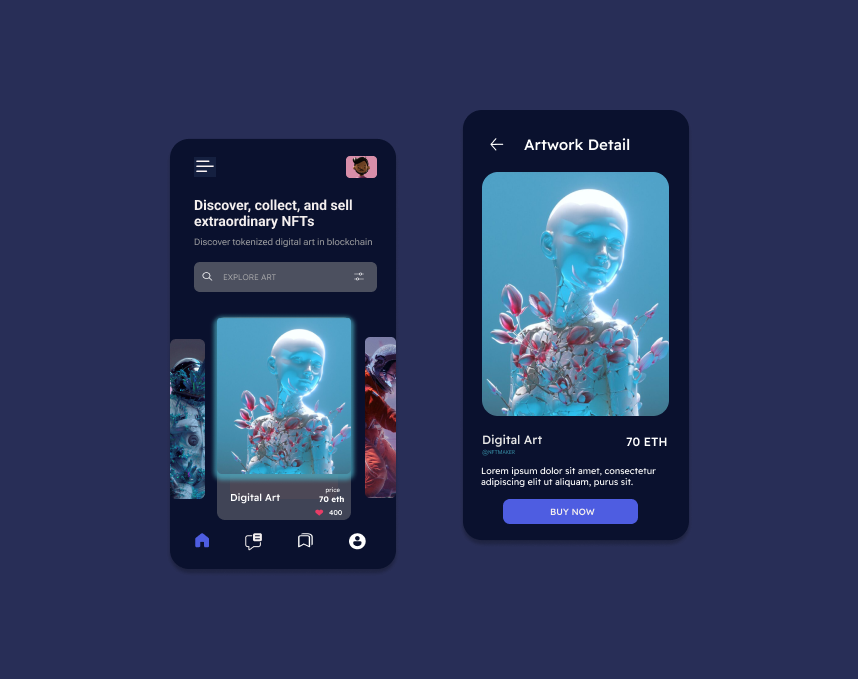 Discover, collect, and sell
extraordinary NFTs
Discover tokenized digital art in blockchain
EXPLORE ART
price
Digital Art
70 eth
400
Artwork Detail
Digital Art
70 ETH
@NFTMAKER
Lorem ipsum dolor sit amet, consectetur
adipiscing elit ut aliquam, purus sit.
BUY NOW